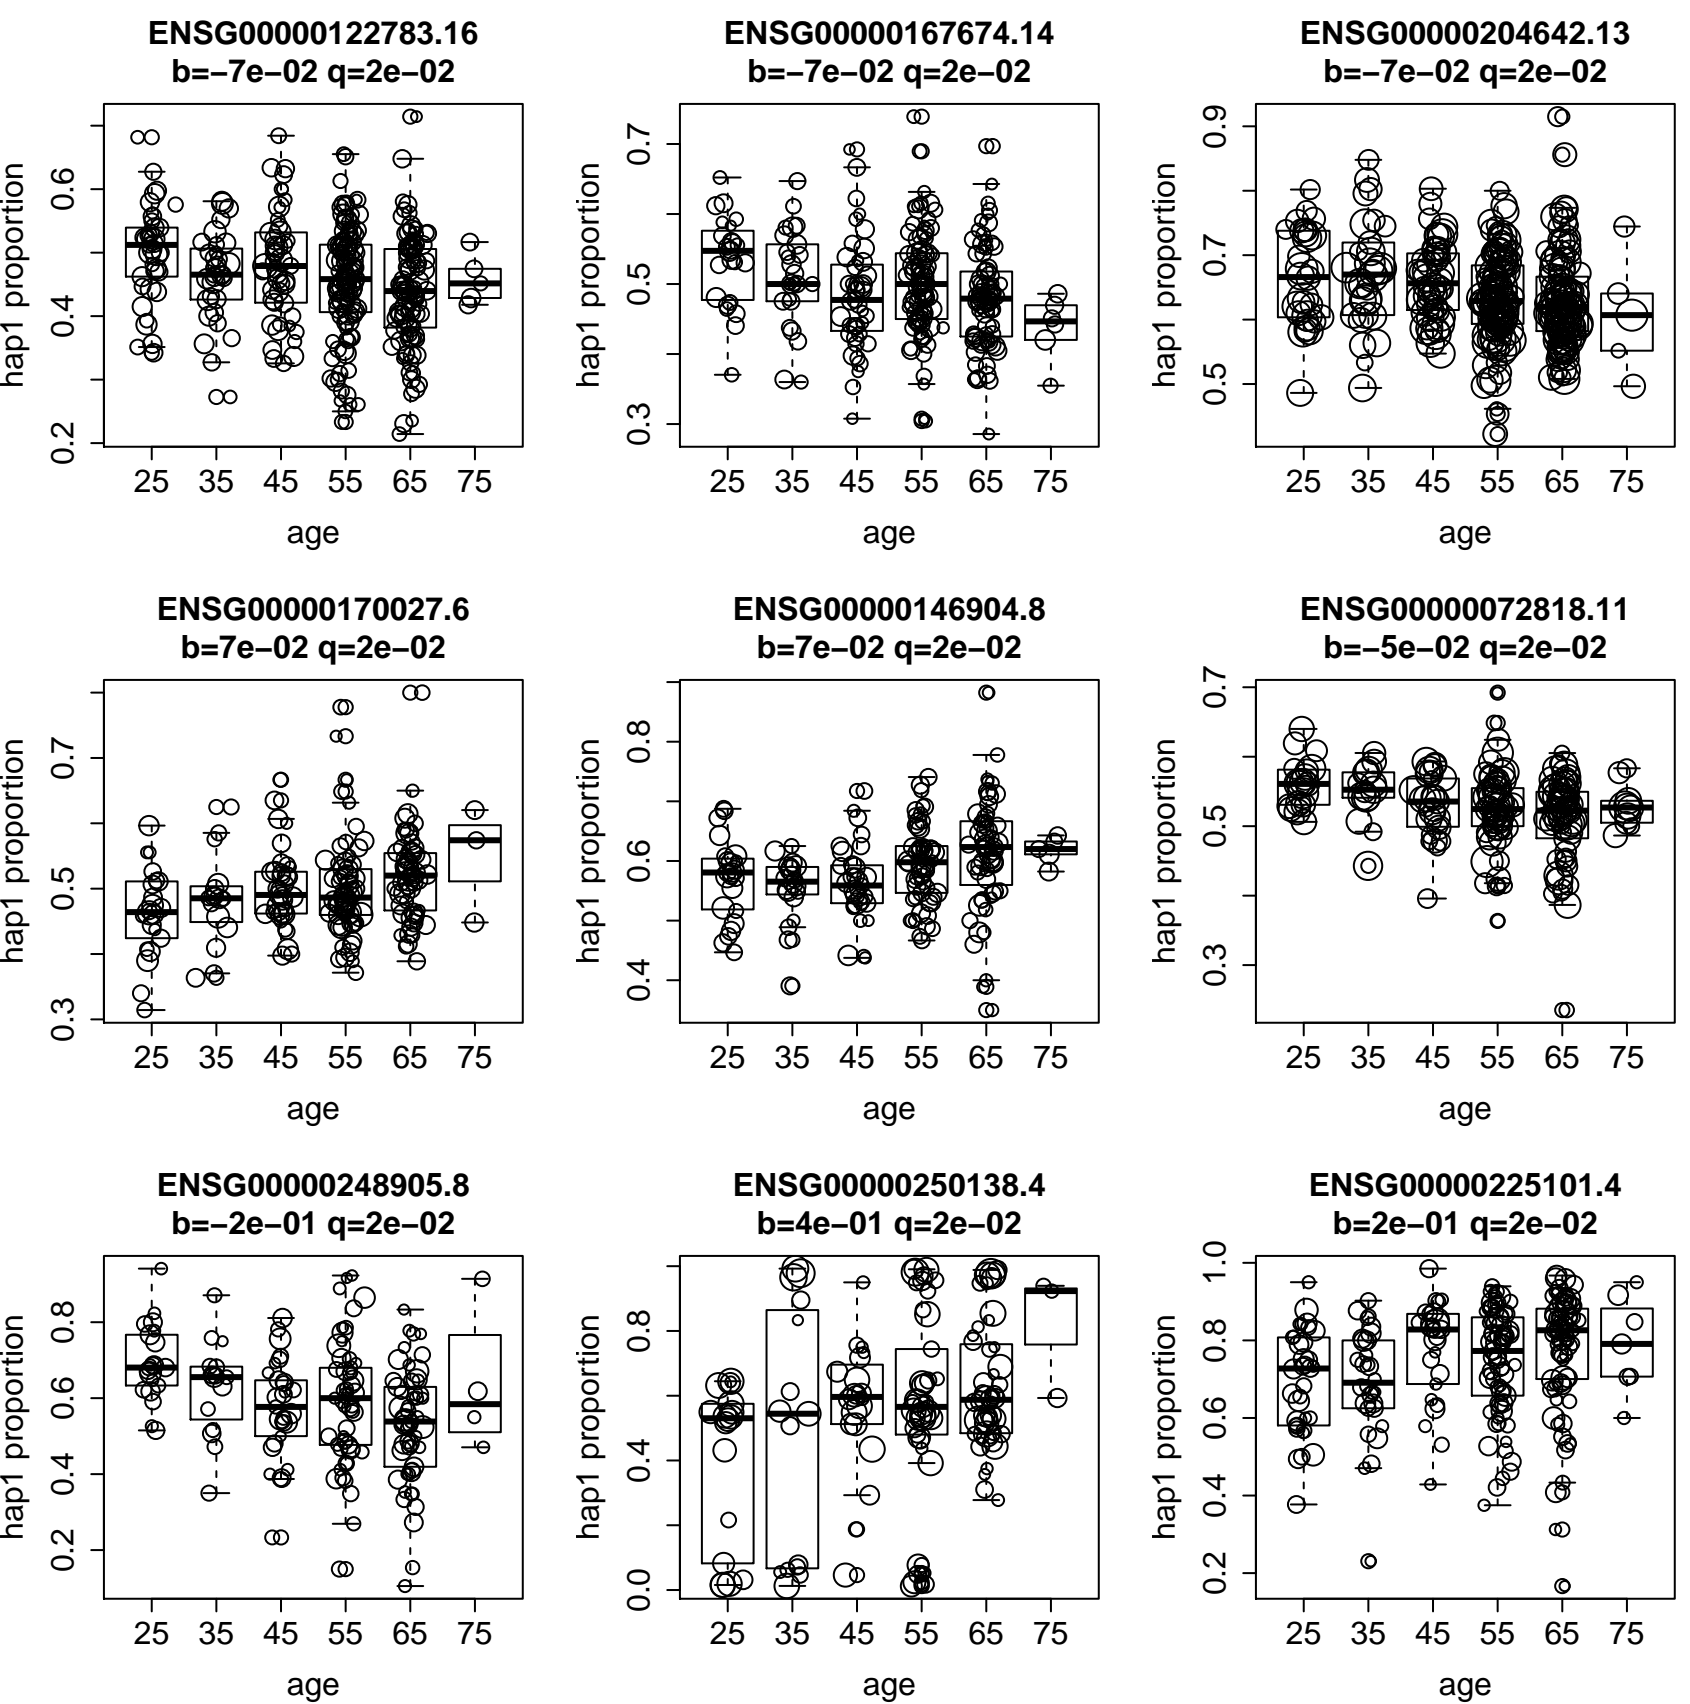 ENSG00000122783.16
b=−7e−02 q=2e−02
hap1 proportion
0.2 0.4 0.6
25 35 45 55 65 75
age
ENSG00000167674.14
b=−7e−02 q=2e−02
hap1 proportion
0.3 0.5 0.7
25 35 45 55 65 75
age
ENSG00000204642.13
b=−7e−02 q=2e−02
hap1 proportion
0.5 0.7 0.9
25 35 45 55 65 75
age
ENSG00000170027.6
b=7e−02 q=2e−02
hap1 proportion
0.3 0.5 0.7
25 35 45 55 65 75
age
ENSG00000146904.8
b=7e−02 q=2e−02
hap1 proportion
0.4 0.6 0.8
25 35 45 55 65 75
age
ENSG00000072818.11
b=−5e−02 q=2e−02
hap1 proportion
0.3 0.5 0.7
25 35 45 55 65 75
age
ENSG00000248905.8
b=−2e−01 q=2e−02
hap1 proportion
0.2 0.4 0.6 0.8
25 35 45 55 65 75
age
ENSG00000250138.4
b=4e−01 q=2e−02
hap1 proportion
0.0 0.4 0.8
25 35 45 55 65 75
age
ENSG00000225101.4
b=2e−01 q=2e−02
hap1 proportion
0.2 0.4 0.6 0.8 1.0
25 35 45 55 65 75
age